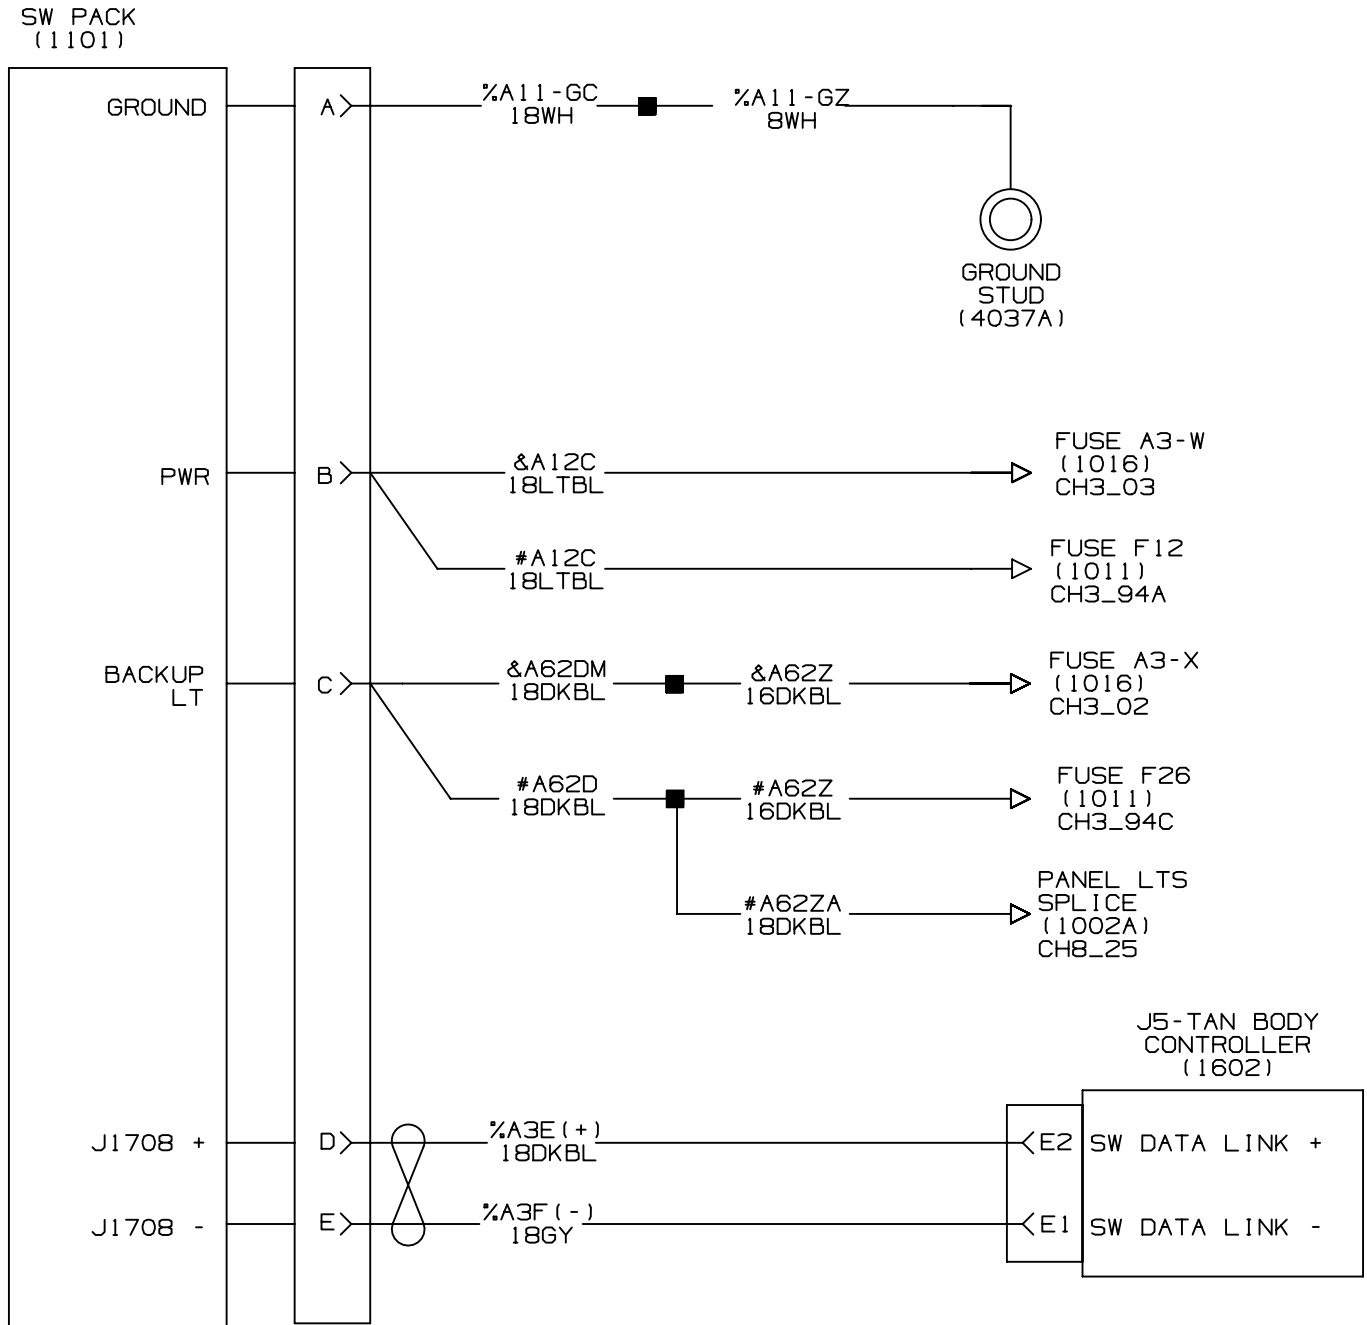 SW PACK
(1101)
GROUND
A
%A11-GC
18WH
%A11-GZ
8WH
GROUND
STUD
(4037A)
PWR
B
&A12C
18LTBL
FUSE A3-W
(1016)
CH3_03
#A12C
18LTBL
FUSE F12
(1011)
CH3_94A
BACKUP
LT
C
&A62DM
18DKBL
&A62Z
16DKBL
FUSE A3-X
(1016)
CH3_02
#A62D
18DKBL
#A62Z
16DKBL
FUSE F26
(1011)
CH3_94C
#A62ZA
18DKBL
PANEL LTS
SPLICE
(1002A)
CH8_25
J5-TAN BODY
CONTROLLER
(1602)
J1708 +
D
%A3E(+)
18DKBL
E2
SW DATA LINK +
J1708 -
E
%A3F(-)
18GY
E1
SW DATA LINK -